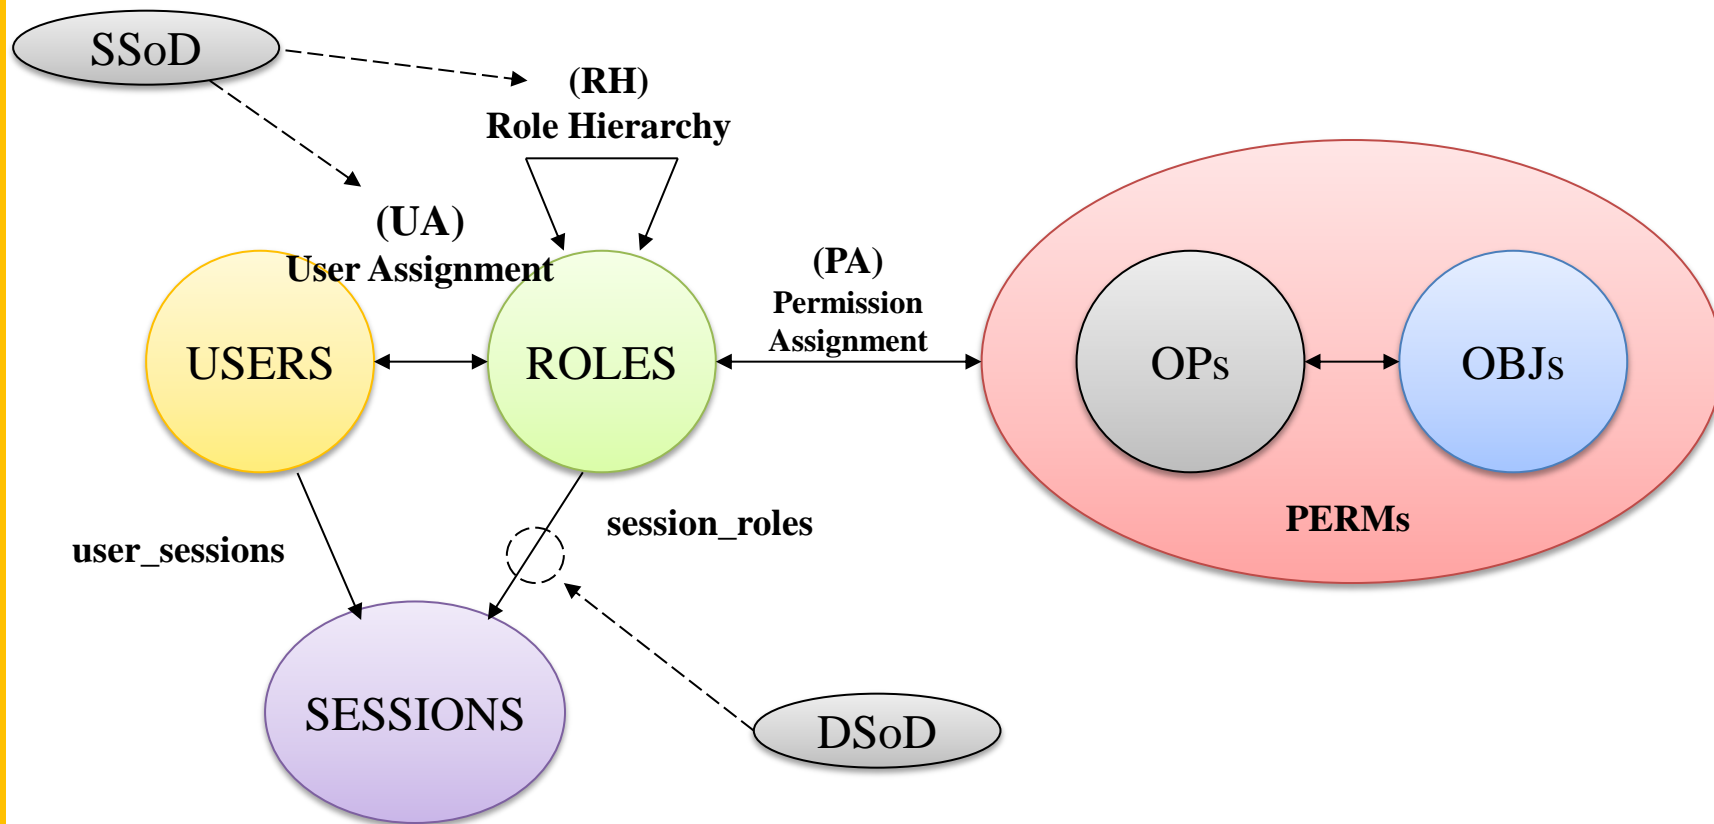 SSoD
(RH)
Role Hierarchy
(UA)
User Assignment
(PA)
Permission
Assignment
USERS
ROLES
OPs
OBJs
PERMs
session_roles
user_sessions
SESSIONS
DSoD